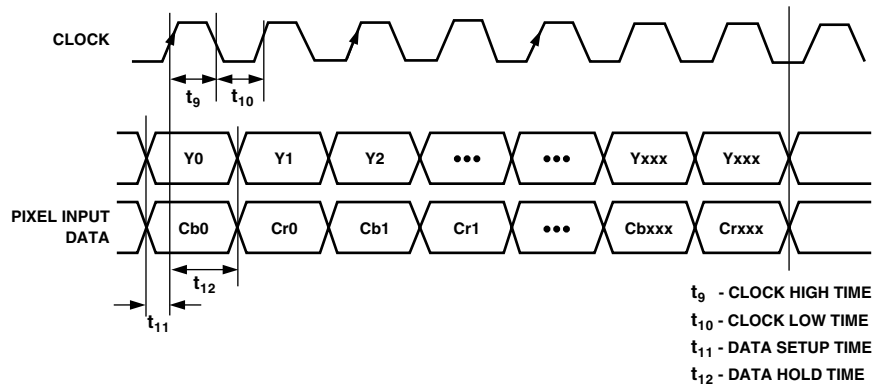 CLOCK
t9 t10
Y0 Y1 Y2 ••• ••• Yxxx Yxxx
PIXEL INPUT
DATA
Cb0 Cr0 Cb1 Cr1 ••• Cbxxx Crxxx
t12
t11
t9 - CLOCK HIGH TIME
t10 - CLOCK LOW TIME
t11 - DATA SETUP TIME
t12 - DATA HOLD TIME